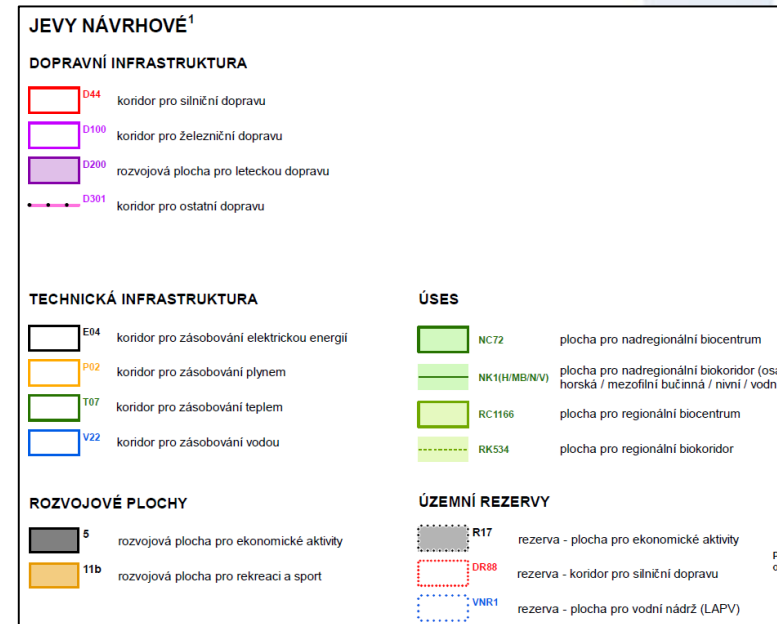 JEVY NÁVRHOVÉ¹
DOPRAVNÍ INFRASTRUKTURA
D44 koridor pro silniční dopravu
D100 koridor pro železniční dopravu
D200 rozvojová plocha pro leteckou dopravu
D301 koridor pro ostatní dopravu
TECHNICKÁ INFRASTRUKTURA
E04 koridor pro zásobování elektrickou energií
P02 koridor pro zásobování plynem
T07 koridor pro zásobování teplem
V22 koridor pro zásobování vodou
ÚSES
NC72 plocha pro nadregionální biocentrum
NK1(H/MB/N/V) plocha pro nadregionální biokoridor (osa
horská / mezofilní bučinná / nivní / vodn
RC1166 plocha pro regionální biocentrum
RK534 plocha pro regionální biokoridor
ROZVOJOVÉ PLOCHY
5 rozvojová plocha pro ekonomické aktivity
11b rozvojová plocha pro rekreaci a sport
ÚZEMNÍ REZERVY
R17 rezerva - plocha pro ekonomické aktivity
DR88 rezerva - koridor pro silniční dopravu
VNR1 rezerva - plocha pro vodní nádrž (LAPV)